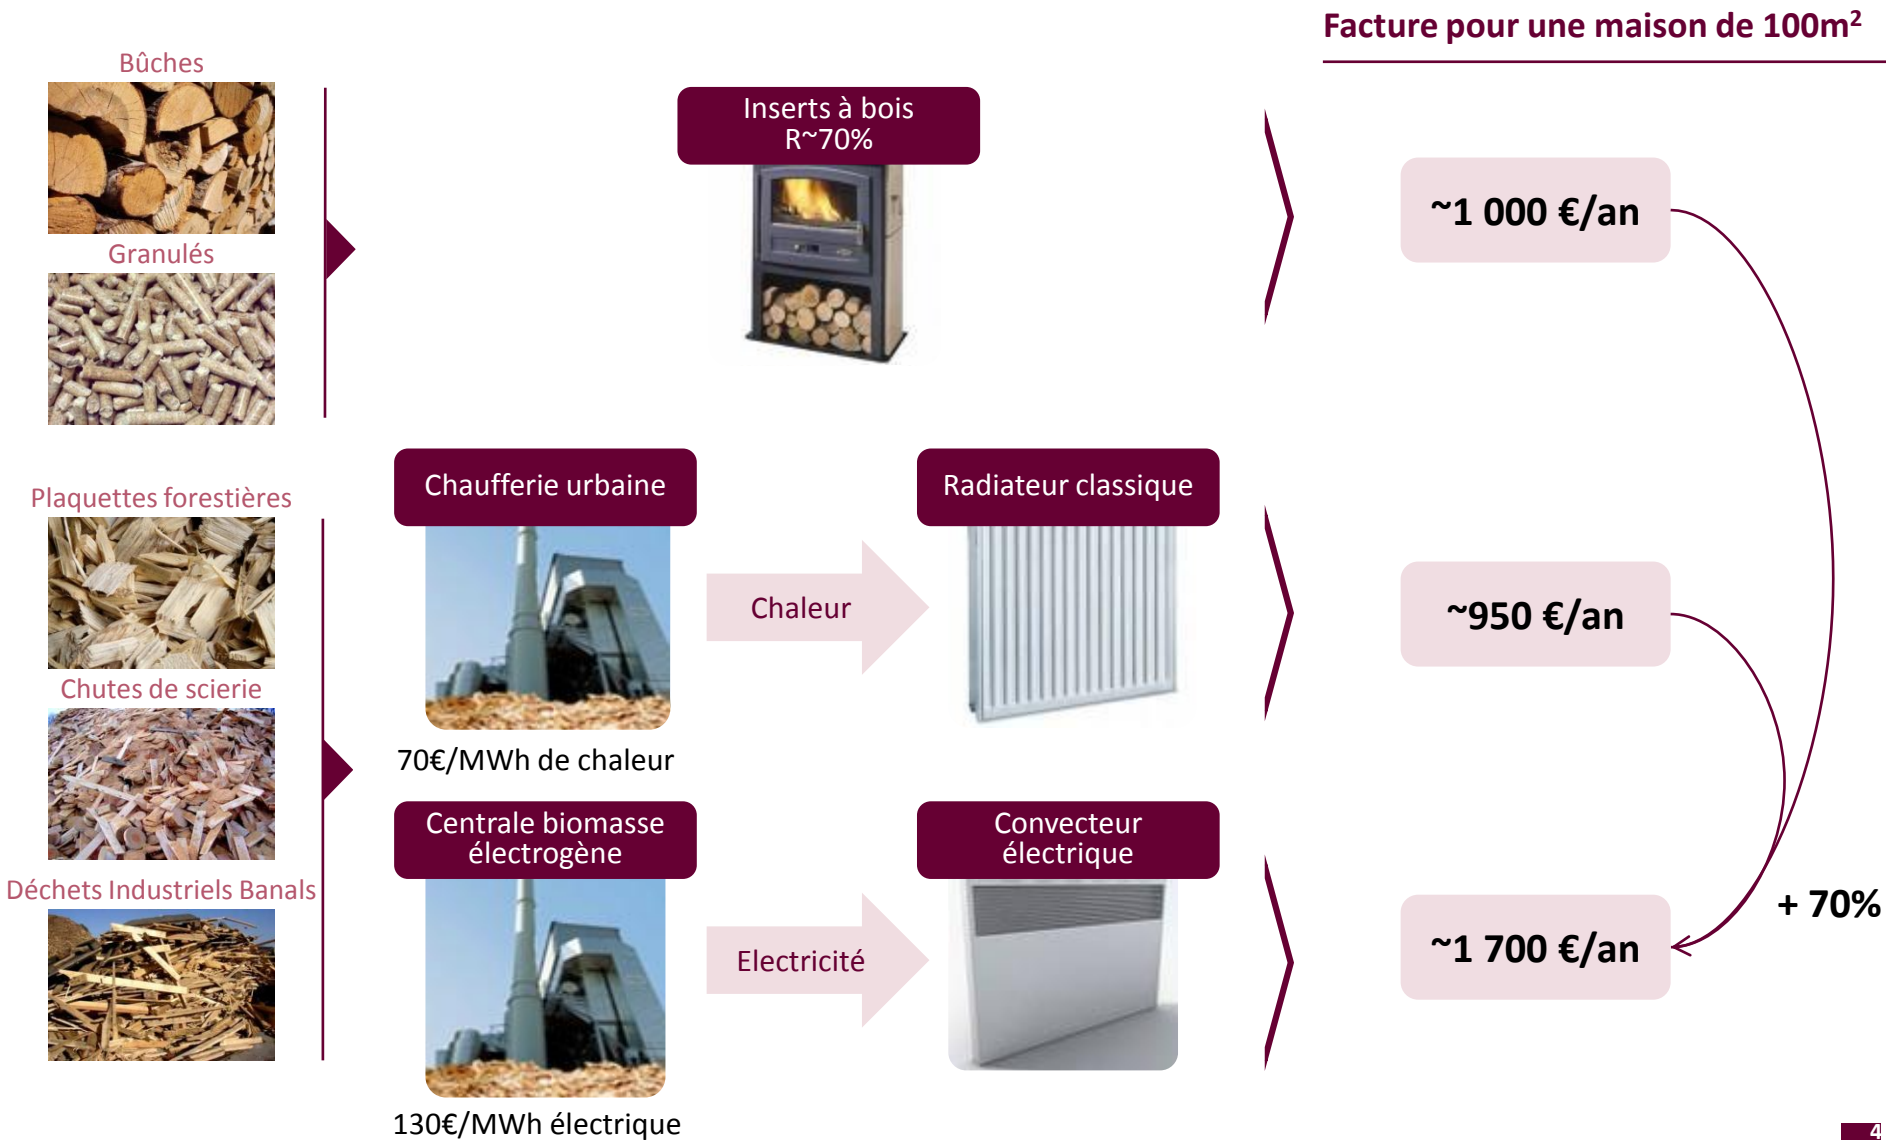 Facture pour une maison de 100m²
Bûches
Granulés
Inserts à bois
R~70%
~1 000 €/an
Plaquettes forestières
Chutes de scierie
Déchets Industriels Banals
Chaufferie urbaine
Chaleur
Radiateur classique
70€/MWh de chaleur
~950 €/an
Centrale biomasse
électrogène
Electricité
Convecteur
électrique
130€/MWh électrique
~1 700 €/an
+ 70%
4